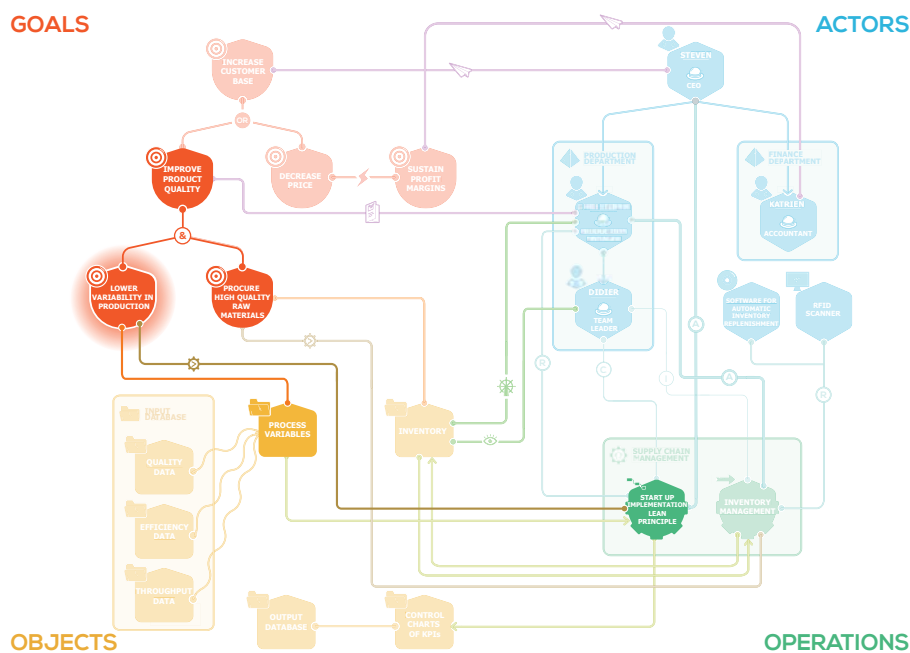 GOALS
ACTORS
INCREASE
CUSTOMER
BASE
STEVEN
CEO
OR
PRODUCTION
DEPARTMENT
FINANCE
DEPARTMENT
IMPROVE
PRODUCT
QUALITY
DECREASE
PRICE
SUSTAIN
PROFIT
MARGINS
KATRIEN
ACCOUNTANT
&
LOWER
VARIABILITY IN
PRODUCTION
PROCURE
HIGH QUALITY
RAW
MATERIALS
DIDIER
TEAM
LEADER
SOFTWARE FOR
AUTOMATIC
INVENTORY
REPLENISHMENT
RFID
SCANNER
A
R
C
I
A
R
INPUT
DATABASE
PROCESS
VARIABLES
INVENTORY
SUPPLY CHAIN
MANAGEMENT
QUALITY
DATA
START UP
IMPLEMENTATION
LEAN
PRINCIPLE
INVENTORY
MANAGEMENT
EFFICIENCY
DATA
THROUGHPUT
DATA
OUTPUT
DATABASE
CONTROL
CHARTS
OF KPIs
OBJECTS
OPERATIONS